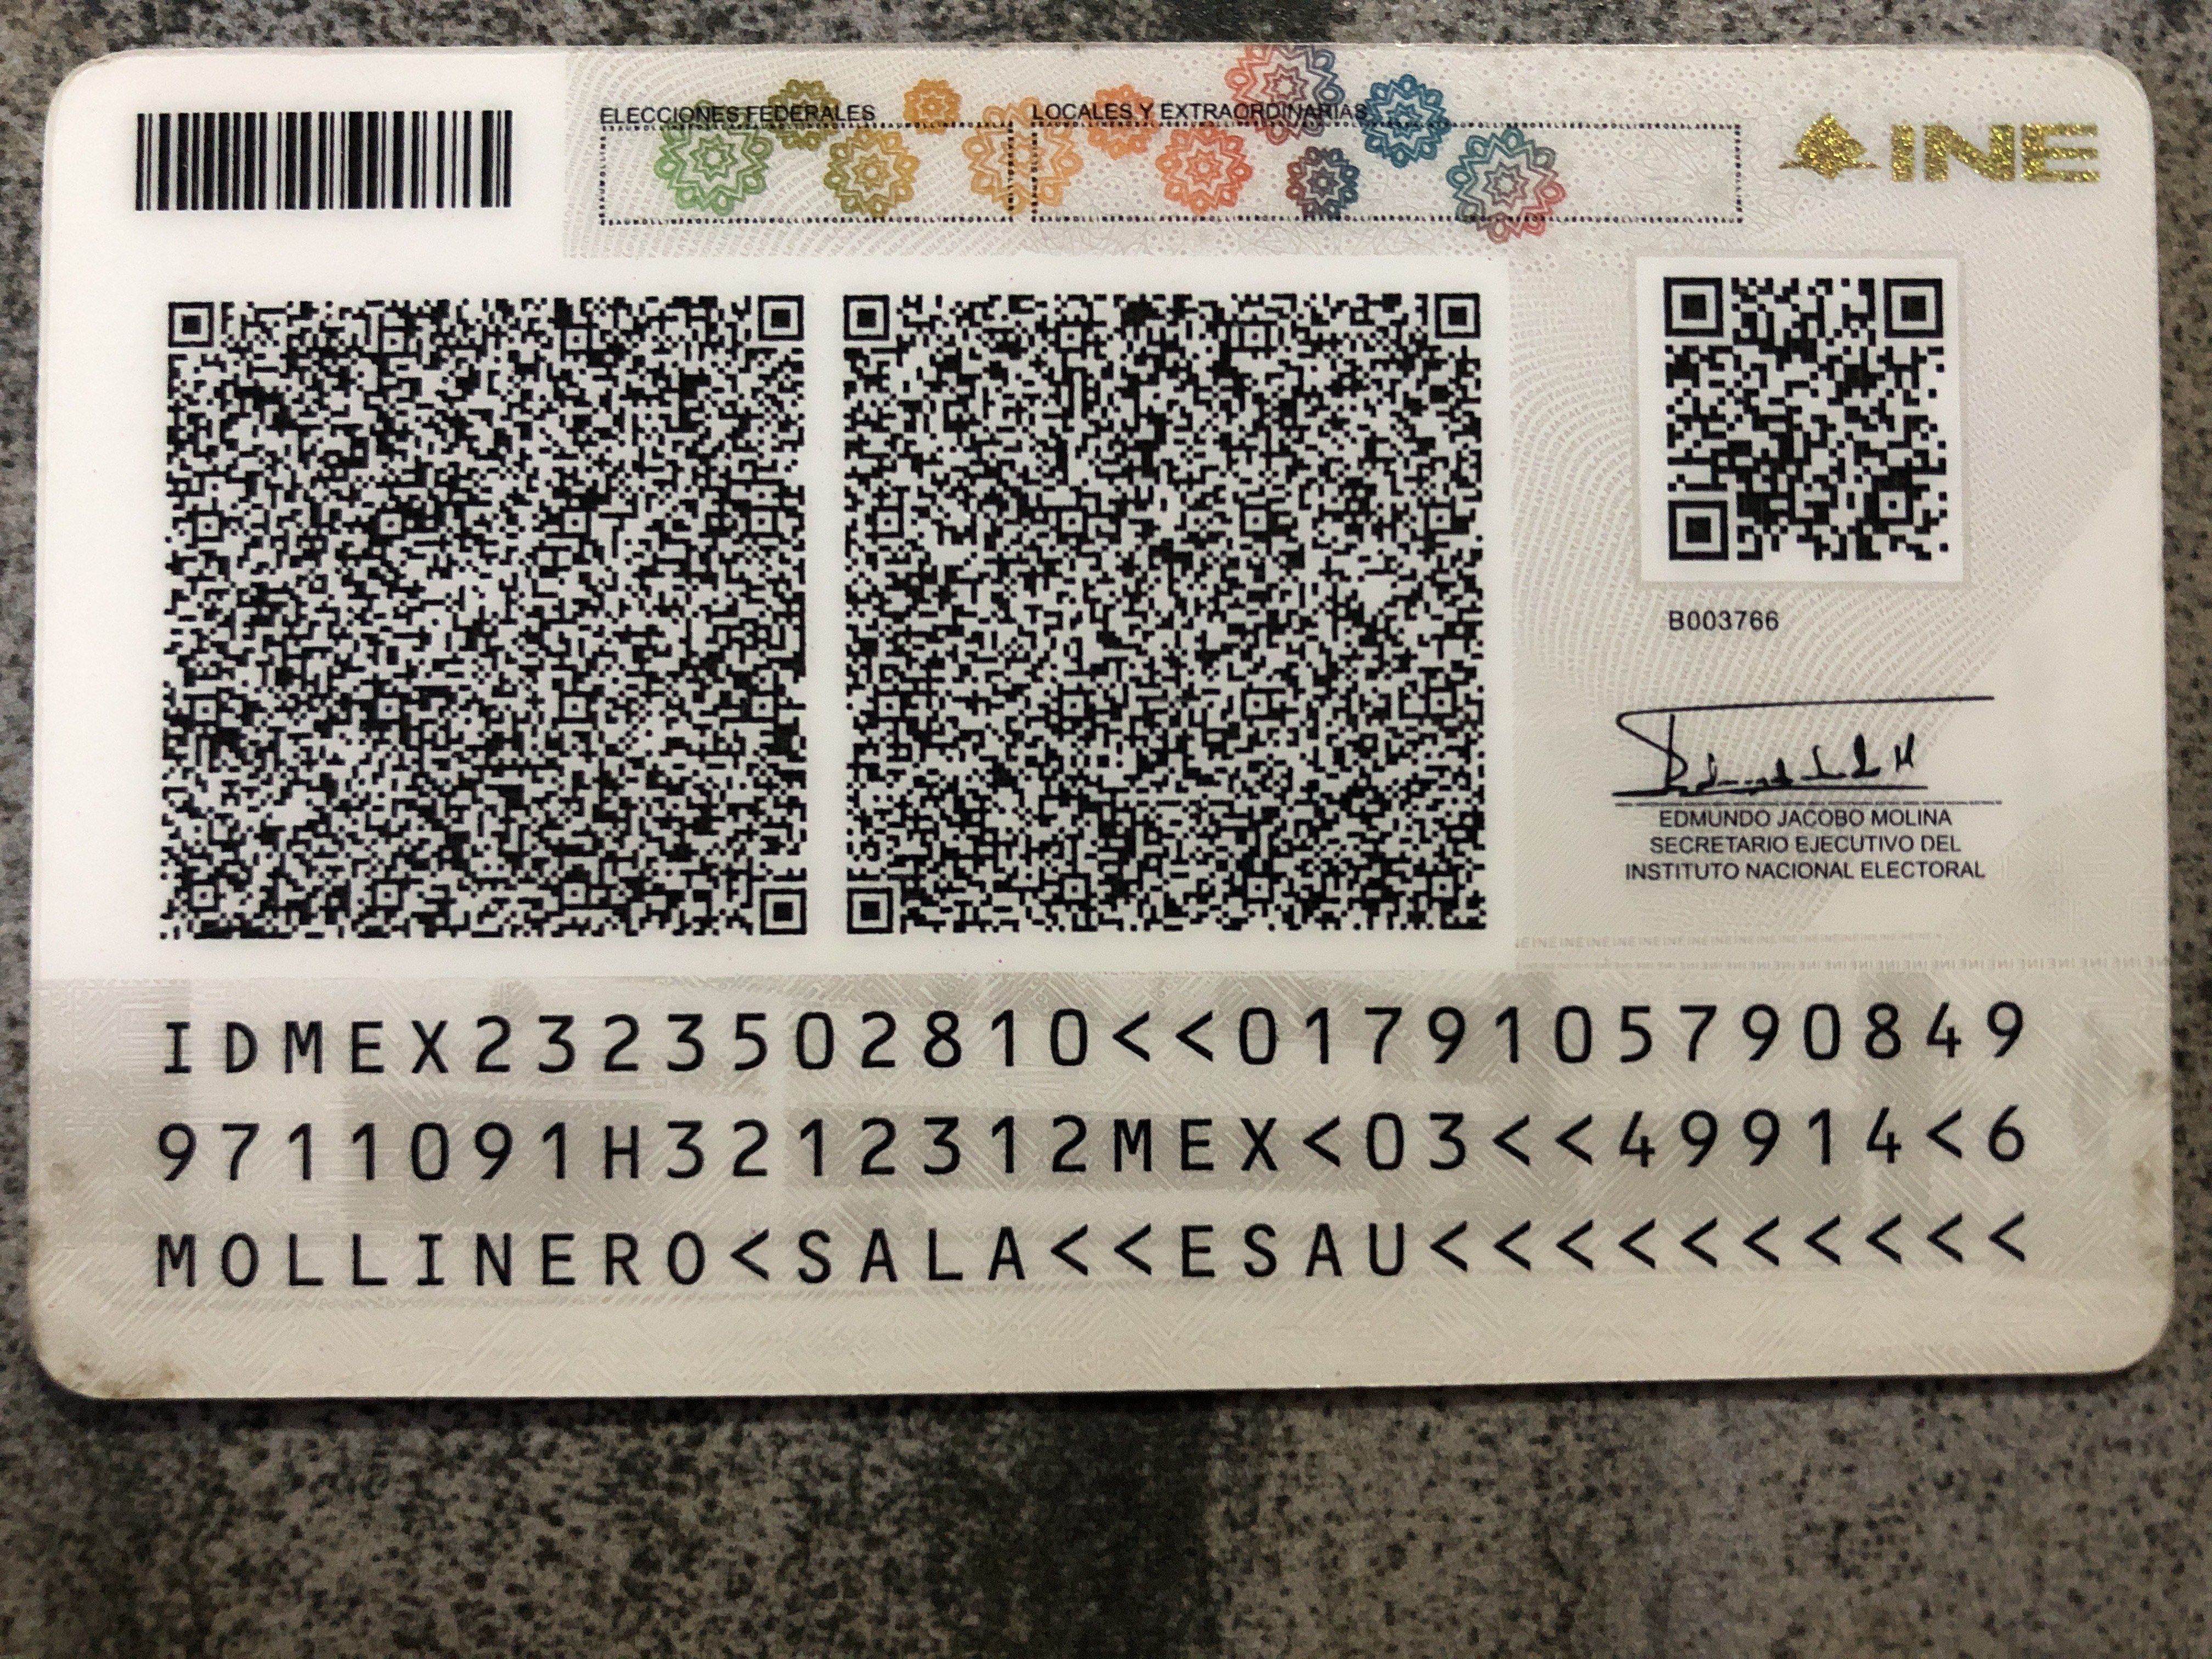 ELECCIONES FEDERALES LOCALES Y EXTRAORDINARIAS
INE
B003766
EDMUNDO JACOBO MOLINA
SECRETARIO EJECUTIVO DEL
INSTITUTO NACIONAL ELECTORAL
IDMEX2323502810<<0179105790849
9711091H3212312MEX<03<<49914<6
MOLLINERO<SALA<<ESAU<<<<<<<<<<